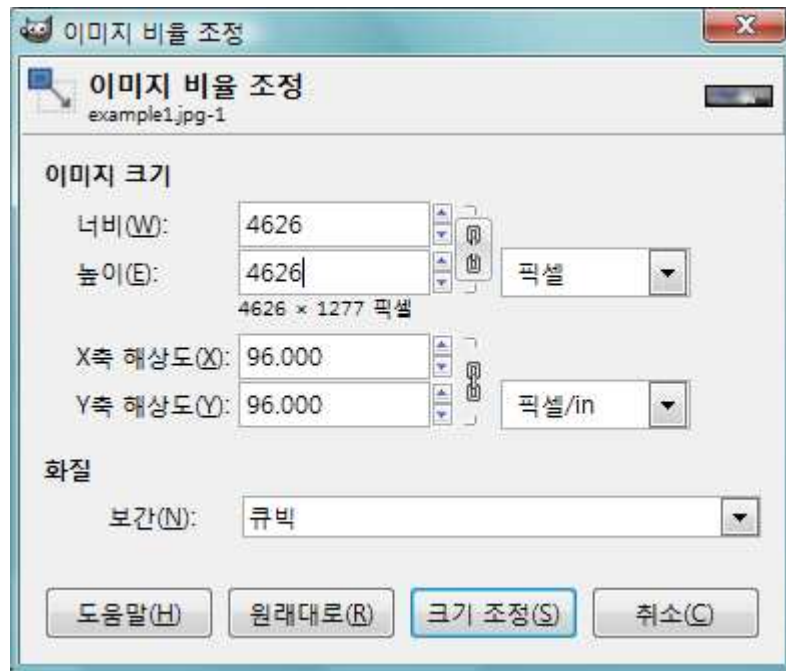 이미지 비율 조정
이미지 비율 조정
example1.jpg-1
이미지 크기
너비(W): 4626
높이(E): 4626 픽셀
4626 × 1277 픽셀
X축 해상도(X): 96.000
Y축 해상도(Y): 96.000 픽셀/in
화질
보간(N): 큐빅
도움말(H) 원래대로(R) 크기 조정(S) 취소(C)